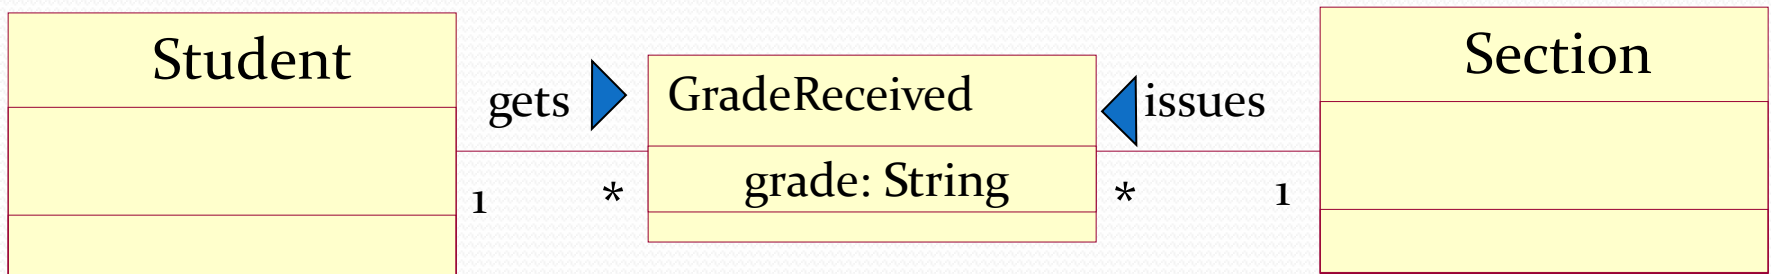 Student
gets
GradeReceived
issues
Section
grade: String
1
*
*
1